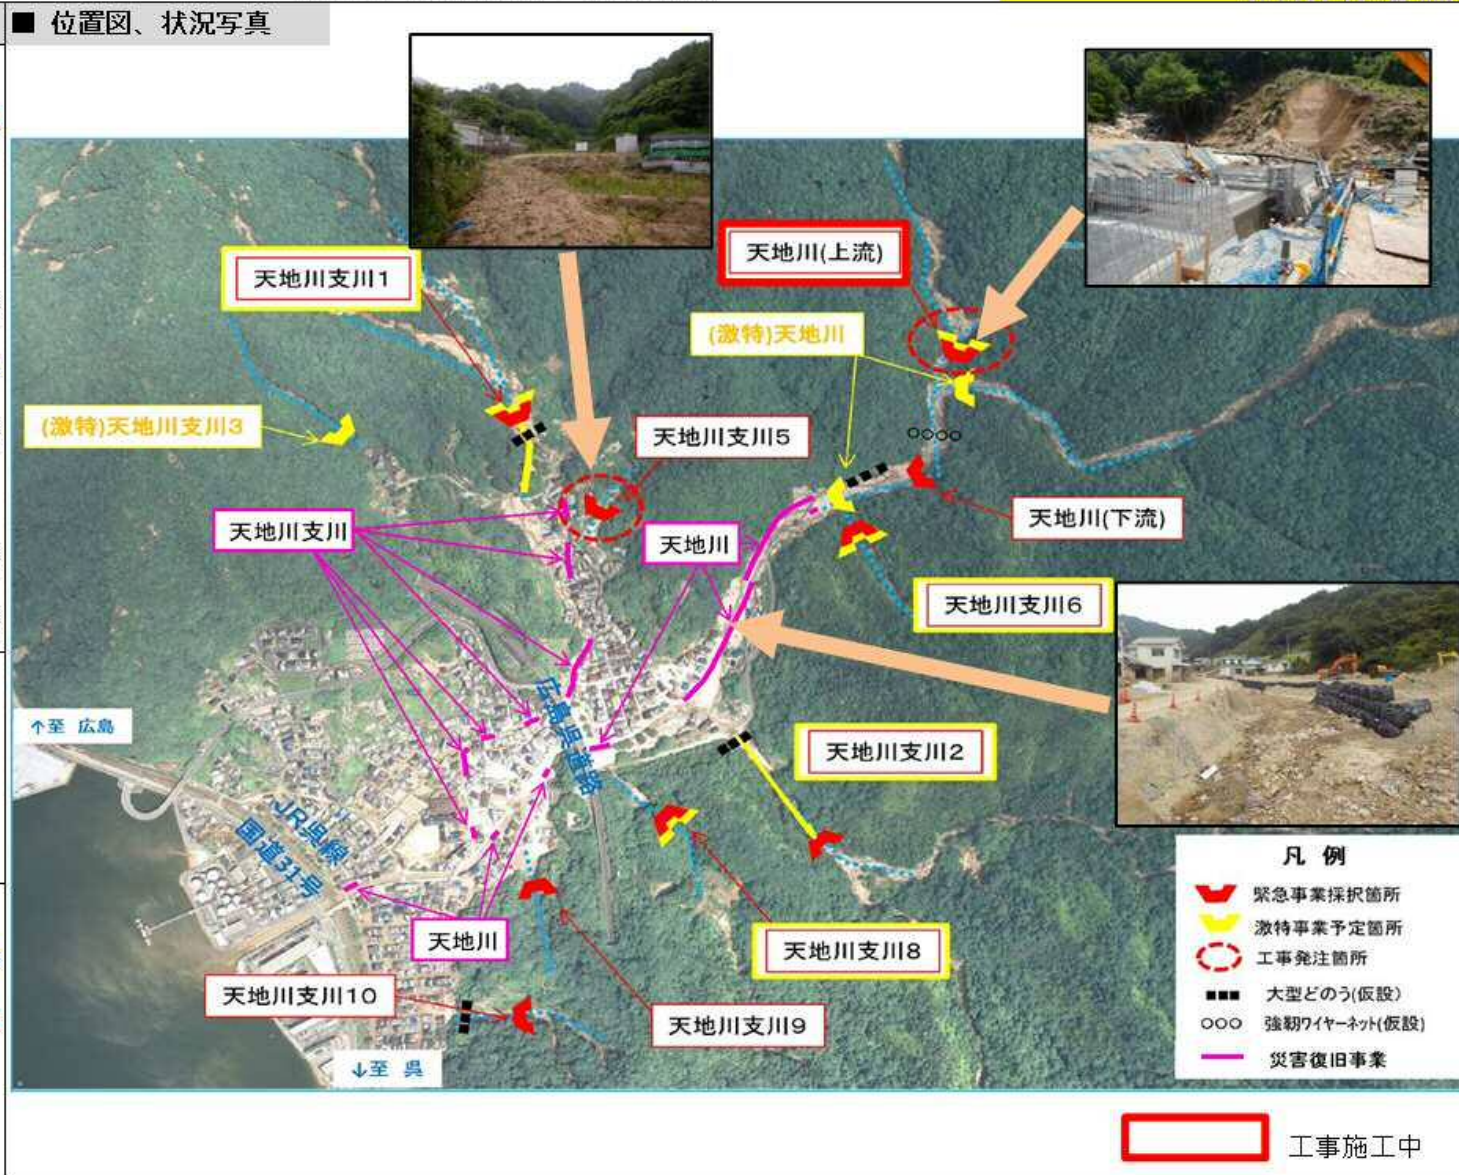 ■ 位置図、状況写真
天地川(上流)
天地川支川1
(激特)天地川
(激特)天地川支川3
天地川支川5
天地川(下流)
天地川支川
天地川
天地川支川6
広島呉道路
↑至 広島
天地川支川2
JR呉線
国道31号
凡 例
緊急事業採択箇所
激特事業予定箇所
工事発注箇所
大型どのう(仮設)
強靭ワイヤーネット(仮設)
災害復旧事業
天地川
天地川支川8
天地川支川10
天地川支川9
↓至 呉
工事施工中